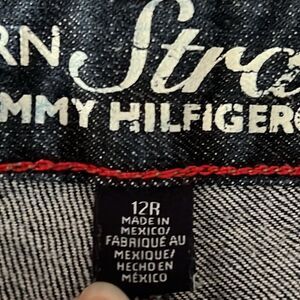 RN Stra
MMY HILFIGER
12R
MADE IN
MEXICO/
FABRIQUÉ AU
MEXIQUE/
HECHO EN
MÉXICO